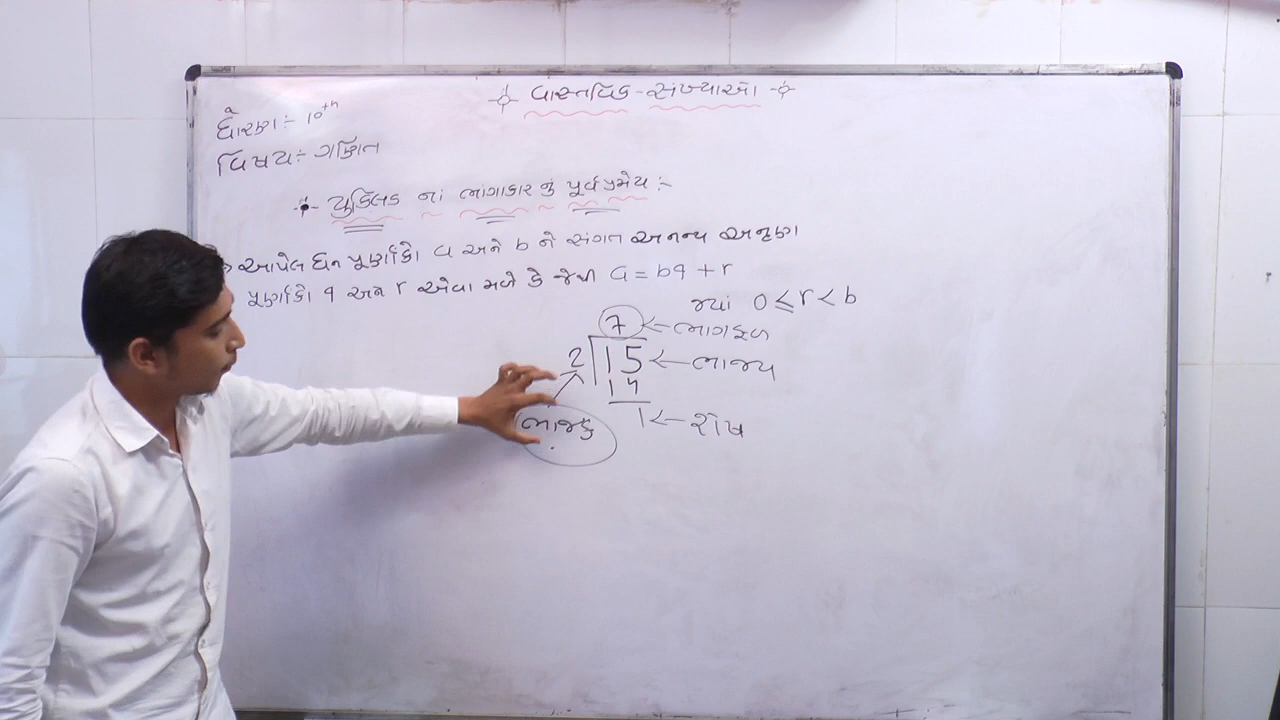 વાસ્તવિક-સંખ્યાઓ
ધોરણ:- 10th
વિષય:- ગણિત
યુક્લિડ નાં ભાગાકાર નું પૂર્વપ્રમેય :-
આપેલ ધન પૂર્ણાંકો a અને b ને સંગત અનન્ય અનૃણ
પૂર્ણાંકો q અને r એવા મળે કે જેથી a = bq + r
જ્યાં 0 ≤ r < b
7 ← ભાગફળ
2 15 ← ભાજ્ય
14
ભાજક 1 ← શેષ